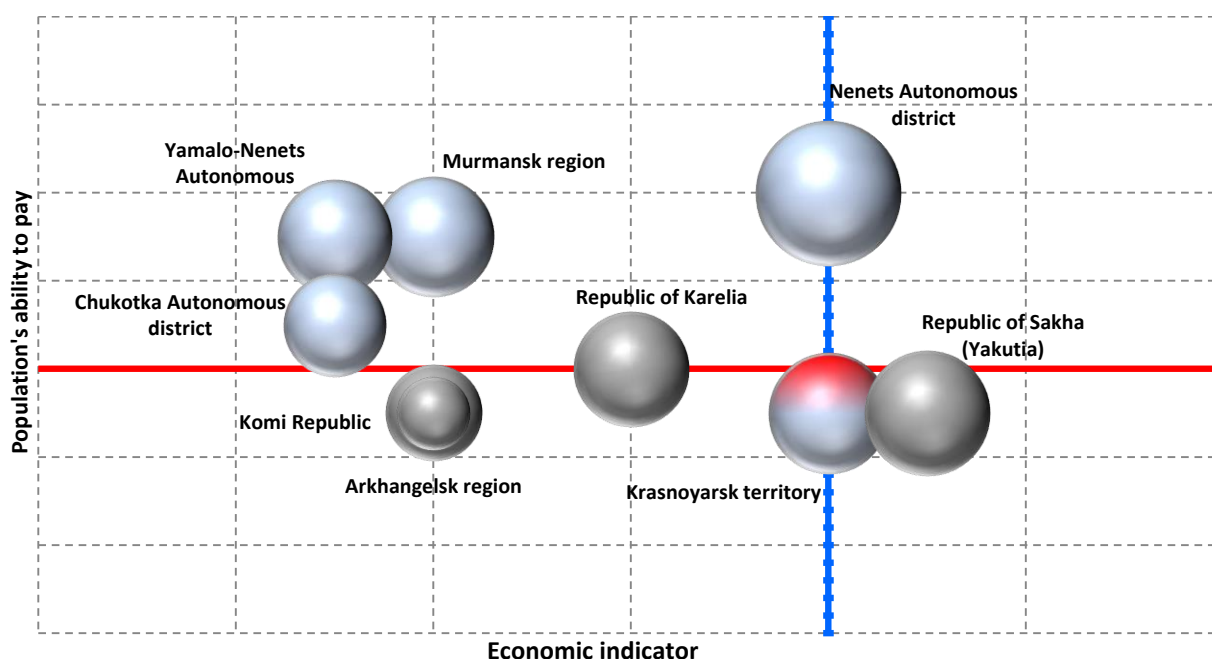 Nenets Autonomous
district
Yamalo-Nenets
Autonomous
Murmansk region
Chukotka Autonomous
district
Republic of Karelia
Republic of Sakha
(Yakutia)
Komi Republic
Arkhangelsk region
Krasnoyarsk territory
Population's ability to pay
Economic indicator